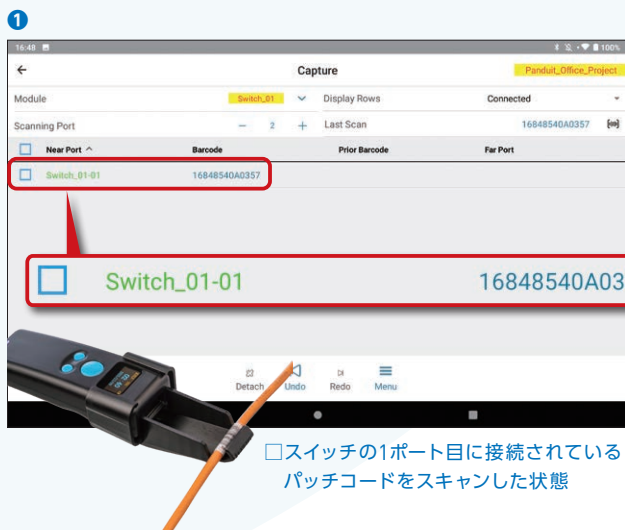 ❶
16:48
100%
← Capture Panduit_Office_Project
Module Switch_01 Display Rows Connected
Scanning Port − 2 + Last Scan 16848540A0357
Near Port ^ Barcode Prior Barcode Far Port
Switch_01-01 16848540A0357
Switch_01-01 16848540A03
Detach Undo Redo Menu
□スイッチの1ポート目に接続されている
パッチコードをスキャンした状態